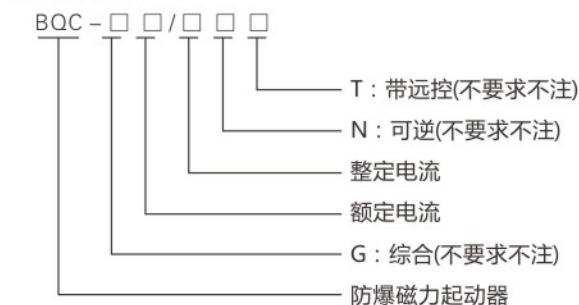 BQC-□ □/□ □ □
T：带远控(不要求不注)
N：可逆(不要求不注)
整定电流
额定电流
G：综合(不要求不注)
防爆磁力起动器